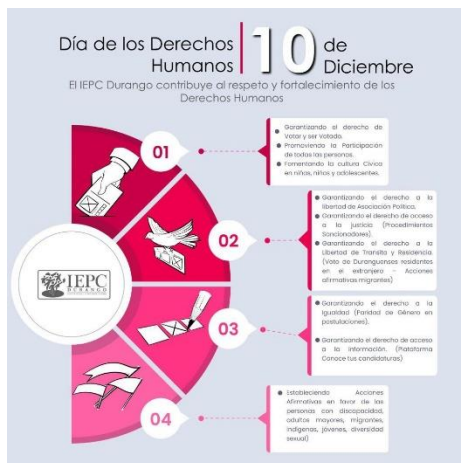 Día de los Derechos
Humanos
10 de
Diciembre
El IEPC Durango contribuye al respeto y fortalecimiento de los
Derechos Humanos
01
Garantizando el derecho de
Votar y ser Votado.
Promoviendo la Participación
de todas las personas.
Fomentando la cultura Cívica
en niñas, niños y adolescentes.
02
Garantizando el derecho a la
libertad de Asociación Política.
Garantizando el derecho de acceso
a la justicia (Procedimientos
Sancionadores).
Garantizando el derecho a la
Libertad de Transito y Residencia.
(Voto de Duranguenses residentes
en el extranjero - Acciones
afirmativas migrantes)
IEPC
DURANGO
03
Garantizando el derecho a la
Igualdad (Paridad de Género en
postulaciones).
Garantizando el derecho de acceso
a la información. (Plataforma
Conoce tus candidaturas)
04
Estableciendo Acciones
Afirmativas en favor de las
personas con discapacidad,
adultos mayores, migrantes,
indígenas, jóvenes, diversidad
sexual)